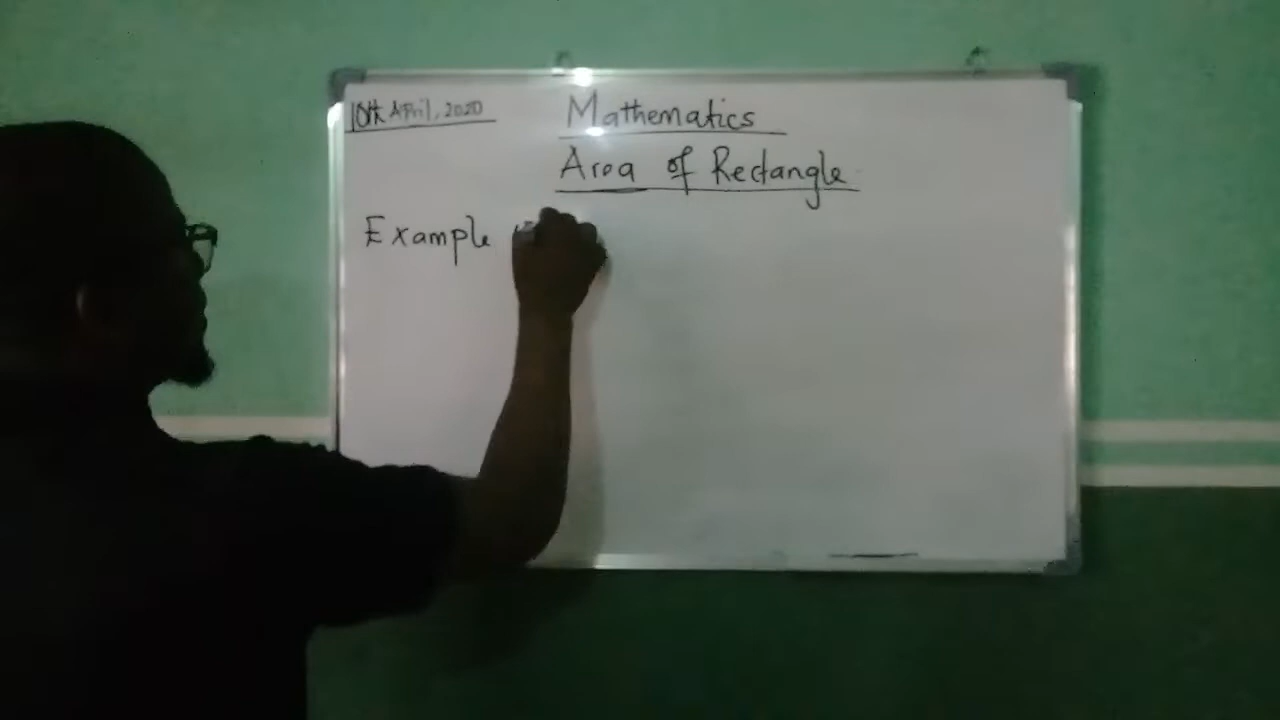 10th April, 2020
Mathematics
Area of Rectangle
Example